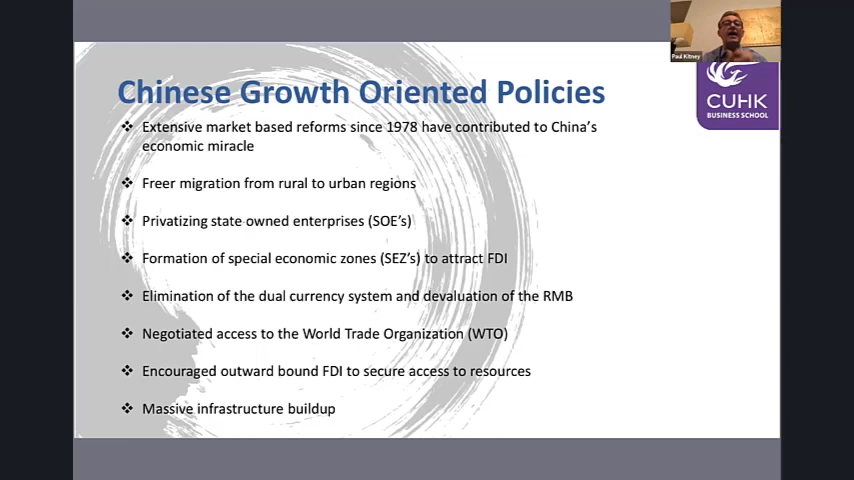 Paul Kitney
CUHK
BUSINESS SCHOOL
Chinese Growth Oriented Policies
❖ Extensive market based reforms since 1978 have contributed to China's
economic miracle
❖ Freer migration from rural to urban regions
❖ Privatizing state owned enterprises (SOE's)
❖ Formation of special economic zones (SEZ's) to attract FDI
❖ Elimination of the dual currency system and devaluation of the RMB
❖ Negotiated access to the World Trade Organization (WTO)
❖ Encouraged outward bound FDI to secure access to resources
❖ Massive infrastructure buildup